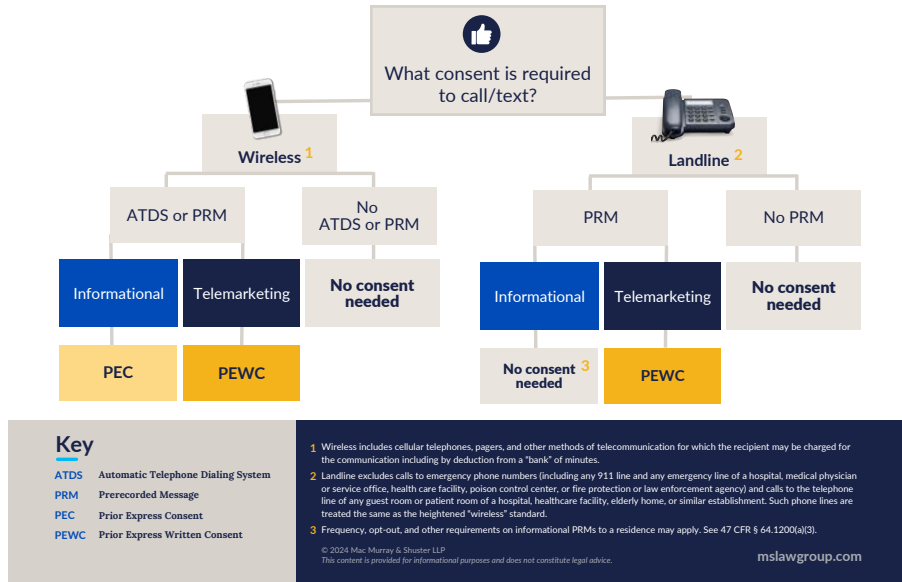 What consent is required
to call/text?
Wireless 1
Landline 2
ATDS or PRM
No
ATDS or PRM
PRM
No PRM
Informational
Telemarketing
No consent
needed
Informational
Telemarketing
No consent
needed
PEC
PEWC
No consent 3
needed
PEWC
Key
ATDS Automatic Telephone Dialing System
PRM Prerecorded Message
PEC Prior Express Consent
PEWC Prior Express Written Consent
1 Wireless includes cellular telephones, pagers, and other methods of telecommunication for which the recipient may be charged for
the communication including by deduction from a "bank" of minutes.
2 Landline excludes calls to emergency phone numbers (including any 911 line and any emergency line of a hospital, medical physician
or service office, health care facility, poison control center, or fire protection or law enforcement agency) and calls to the telephone
line of any guest room or patient room of a hospital, healthcare facility, elderly home, or similar establishment. Such phone lines are
treated the same as the heightened "wireless" standard.
3 Frequency, opt-out, and other requirements on informational PRMs to a residence may apply. See 47 CFR § 64.1200(a)(3).
© 2024 Mac Murray & Shuster LLP
This content is provided for informational purposes and does not constitute legal advice.
mslawgroup.com